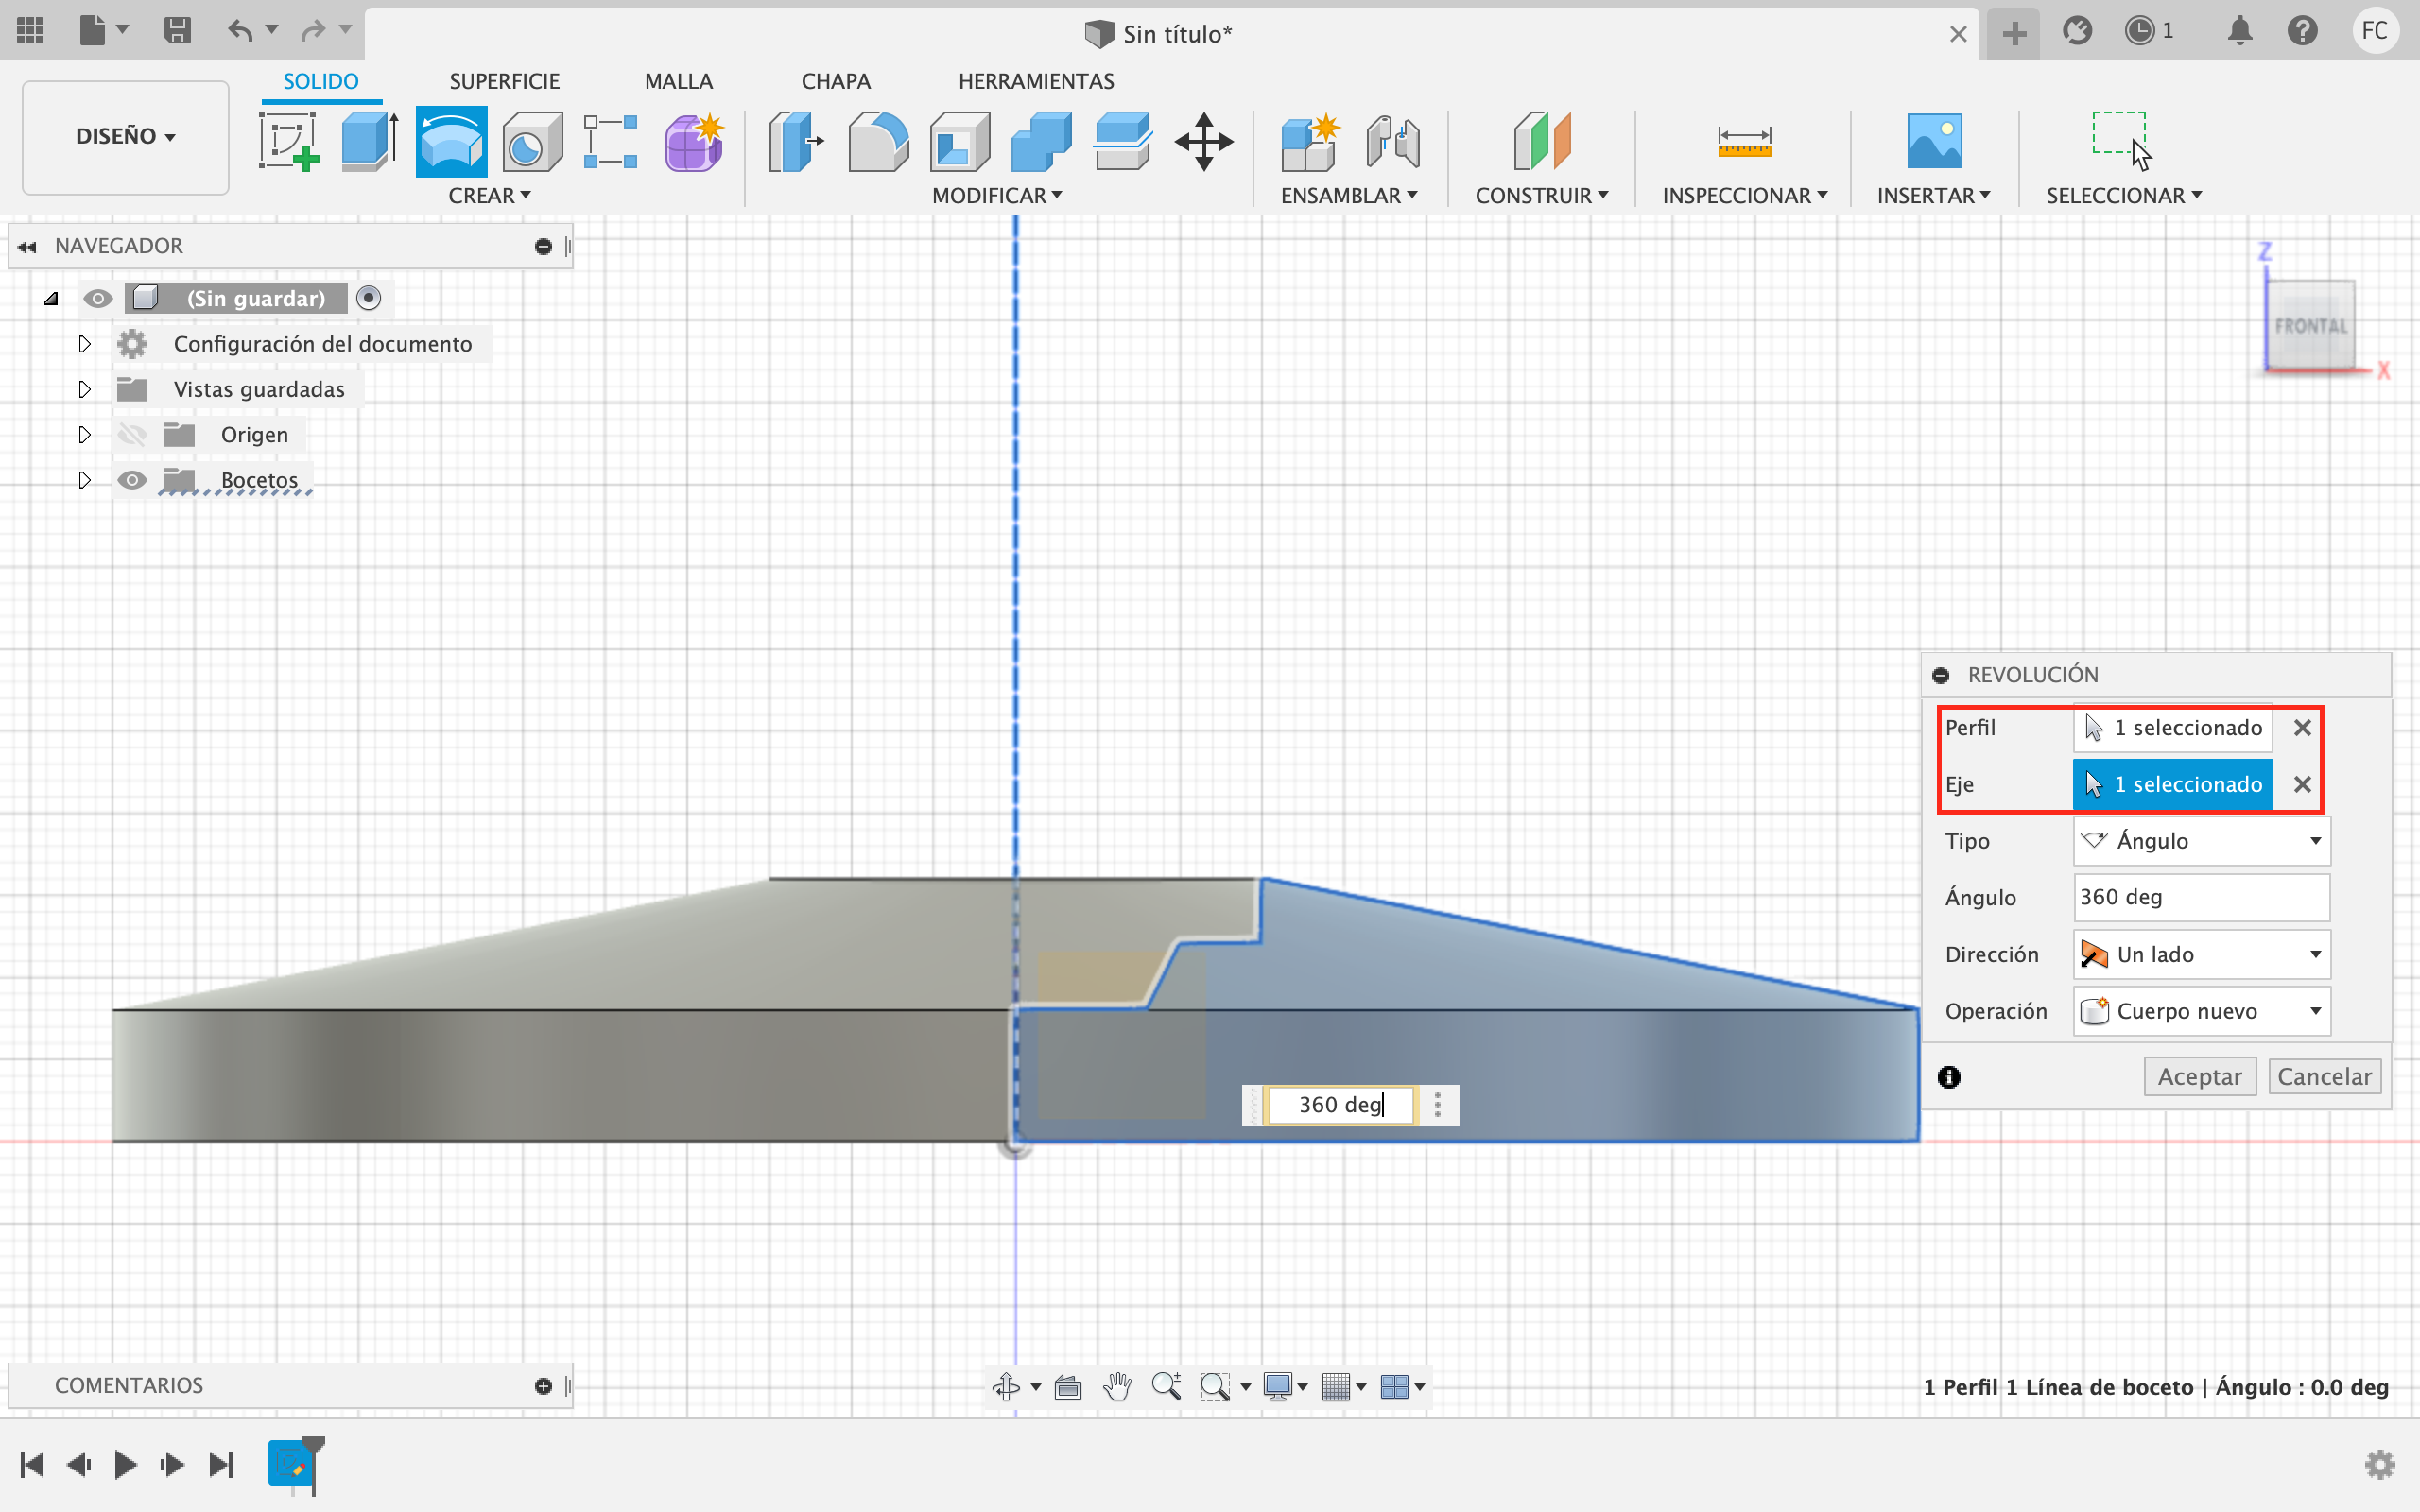 Sin título*
1
FC
DISEÑO
SOLIDO
SUPERFICIE
MALLA
CHAPA
HERRAMIENTAS
CREAR
MODIFICAR
ENSAMBLAR
CONSTRUIR
INSPECCIONAR
INSERTAR
SELECCIONAR
NAVEGADOR
(Sin guardar)
Configuración del documento
Vistas guardadas
Origen
Bocetos
Z
FRONTAL
X
REVOLUCIÓN
Perfil
1 seleccionado
Eje
1 seleccionado
Tipo
Ángulo
Ángulo
360 deg
Dirección
Un lado
Operación
Cuerpo nuevo
Aceptar
Cancelar
360 deg
COMENTARIOS
1 Perfil 1 Línea de boceto | Ángulo : 0.0 deg